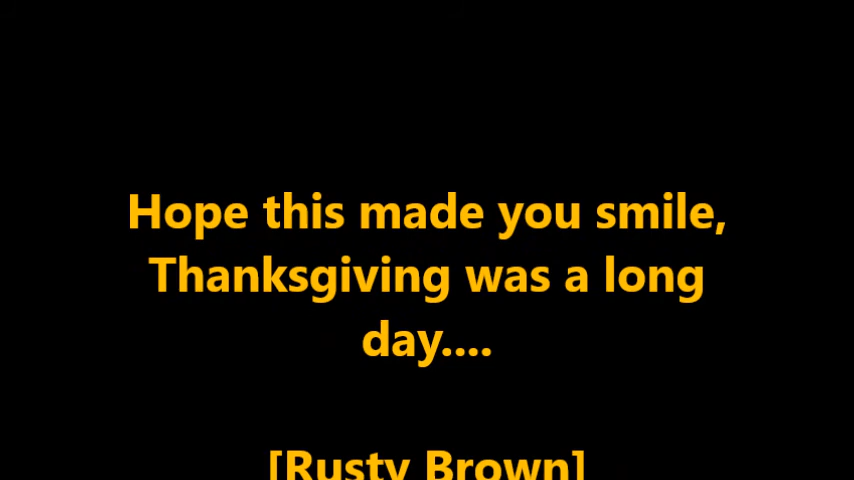 Hope this made you smile,
Thanksgiving was a long
day....
[Rusty Brown]